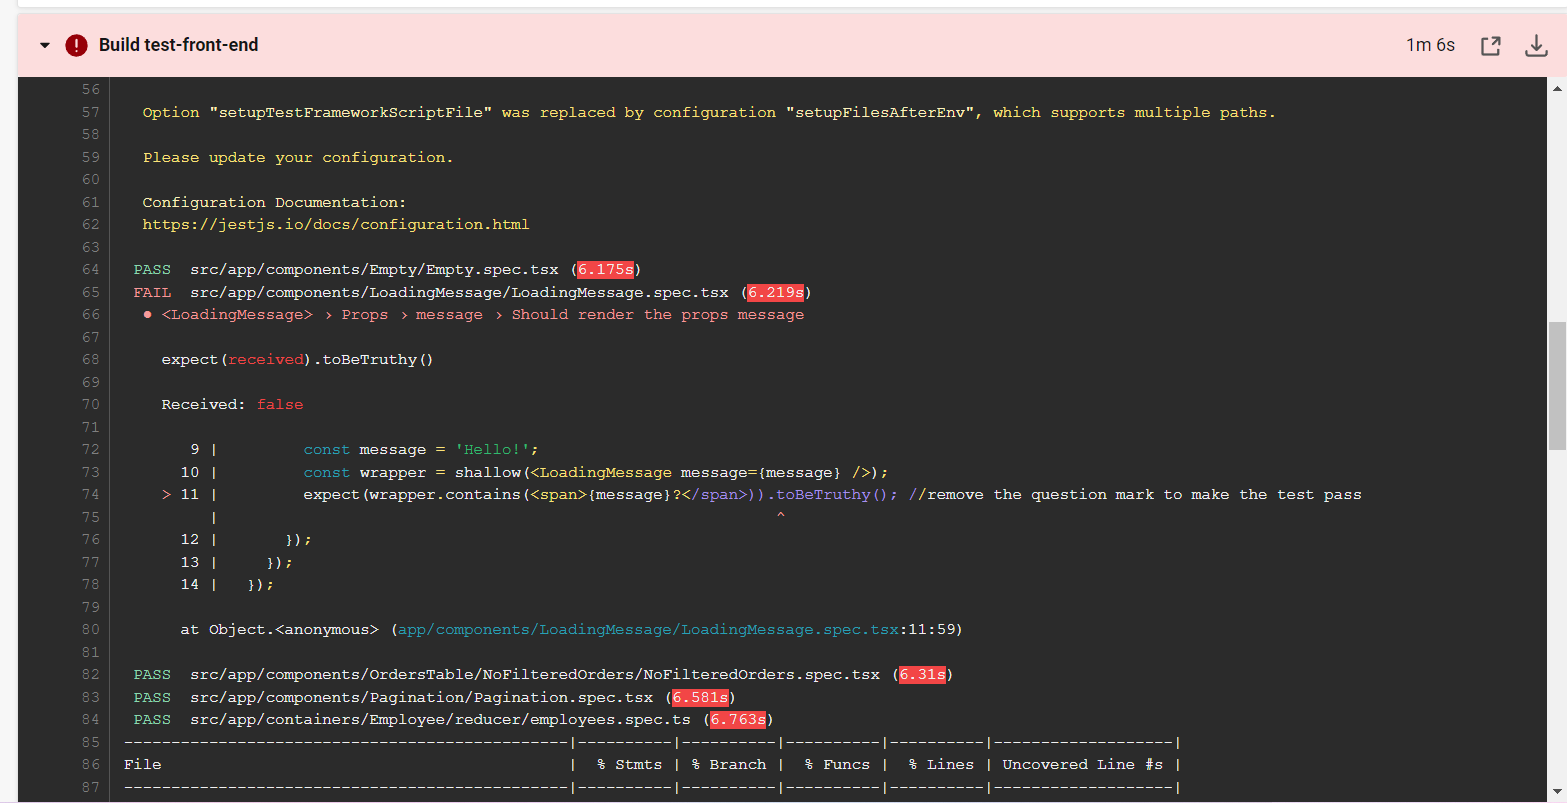 Build test-front-end 1m 6s
56
57 Option "setupTestFrameworkScriptFile" was replaced by configuration "setupFilesAfterEnv", which supports multiple paths.
58
59 Please update your configuration.
60
61 Configuration Documentation:
62 https://jestjs.io/docs/configuration.html
63
64 PASS src/app/components/Empty/Empty.spec.tsx (6.175s)
65 FAIL src/app/components/LoadingMessage/LoadingMessage.spec.tsx (6.219s)
66 ● <LoadingMessage> › Props › message › Should render the props message
67
68 expect(received).toBeTruthy()
69
70 Received: false
71
72 9 | const message = 'Hello!';
73 10 | const wrapper = shallow(<LoadingMessage message={message} />);
74 > 11 | expect(wrapper.contains(<span>{message}?</span>)).toBeTruthy(); //remove the question mark to make the test pass
75 | ^
76 12 | });
77 13 | });
78 14 | });
79
80 at Object.<anonymous> (app/components/LoadingMessage/LoadingMessage.spec.tsx:11:59)
81
82 PASS src/app/components/OrdersTable/NoFilteredOrders/NoFilteredOrders.spec.tsx (6.31s)
83 PASS src/app/components/Pagination/Pagination.spec.tsx (6.581s)
84 PASS src/app/containers/Employee/reducer/employees.spec.ts (6.763s)
85 -----------------------------------------------|----------|----------|----------|----------|-------------------|
86 File | % Stmts | % Branch | % Funcs | % Lines | Uncovered Line #s |
87 -----------------------------------------------|----------|----------|----------|----------|-------------------|